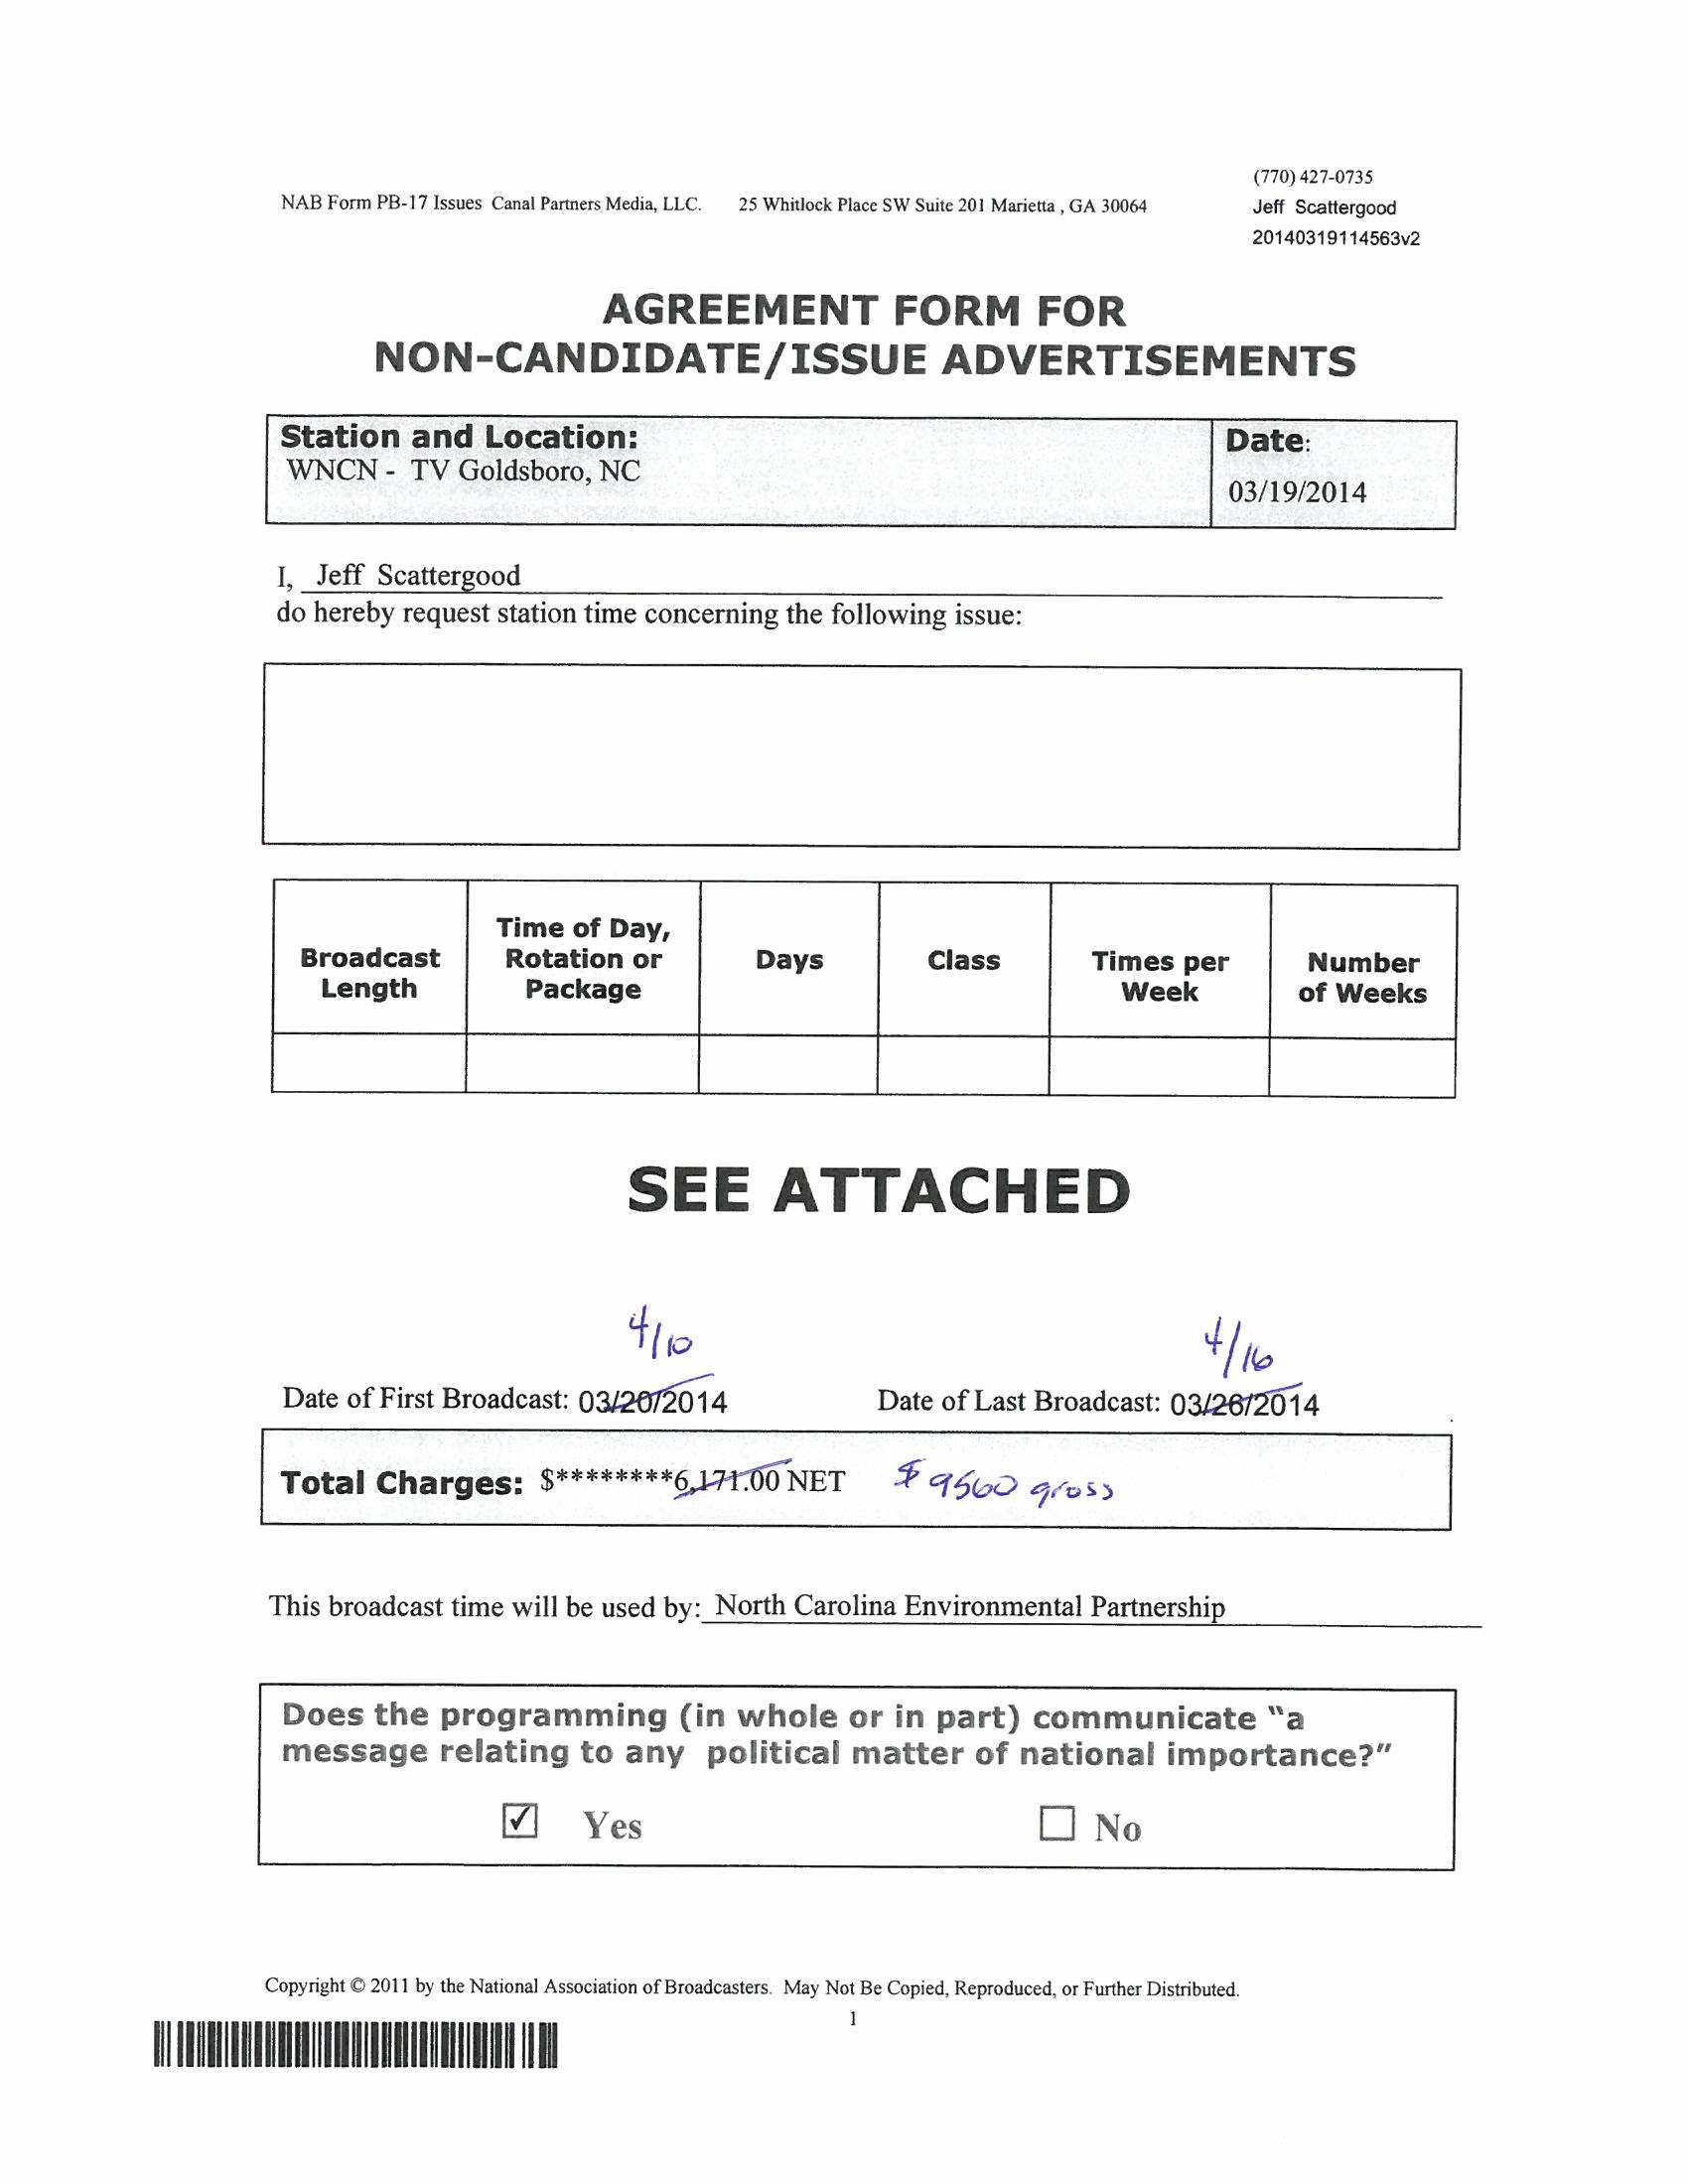 (770) 427-0735
NAB Form PB-17 Issues Canal Partners Media, LLC. 25 Whitlock Place SW Suite 201 Marietta , GA 30064
Jeff Scattergood
20140319114563v2
AGREEMENT FORM FOR
NON-CANDIDATE/ISSUE ADVERTISEMENTS
Station and Location:
WNCN - TV Goldsboro, NC
Date:
03/19/2014
I, Jeff Scattergood
do hereby request station time concerning the following issue:
Broadcast Length
Time of Day, Rotation or Package
Days
Class
Times per Week
Number of Weeks
SEE ATTACHED
4/10
4/16
Date of First Broadcast: 03/20/2014 Date of Last Broadcast: 03/26/2014
Total Charges: $********6,171.00 NET $ 9560 gross
This broadcast time will be used by: North Carolina Environmental Partnership
Does the programming (in whole or in part) communicate “a
message relating to any political matter of national importance?”
☑ Yes ☐ No
Copyright © 2011 by the National Association of Broadcasters. May Not Be Copied, Reproduced, or Further Distributed.
1